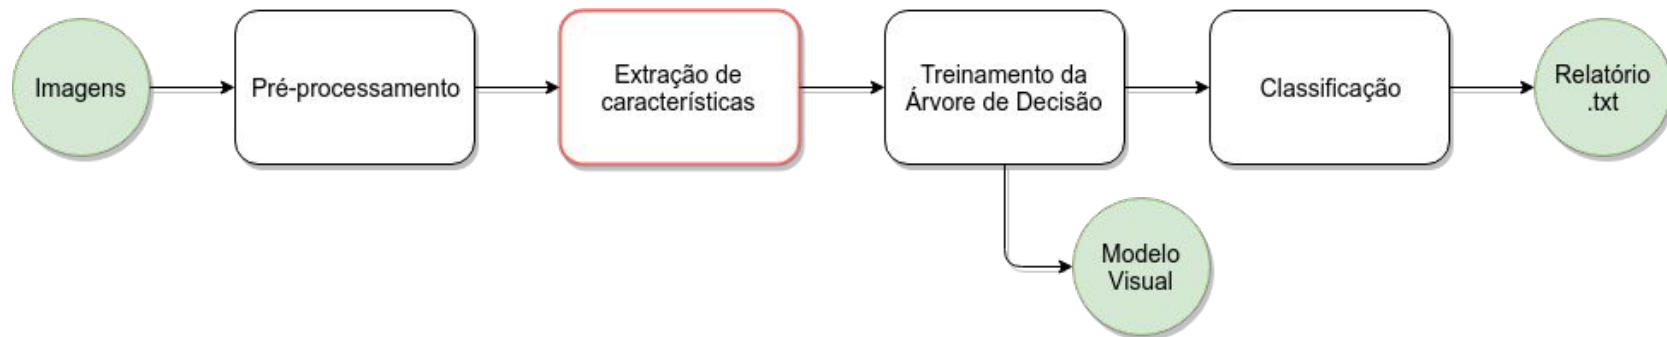 Imagens
Pré-processamento
Extração de
características
Treinamento da
Árvore de Decisão
Classificação
Relatório
.txt
Modelo
Visual